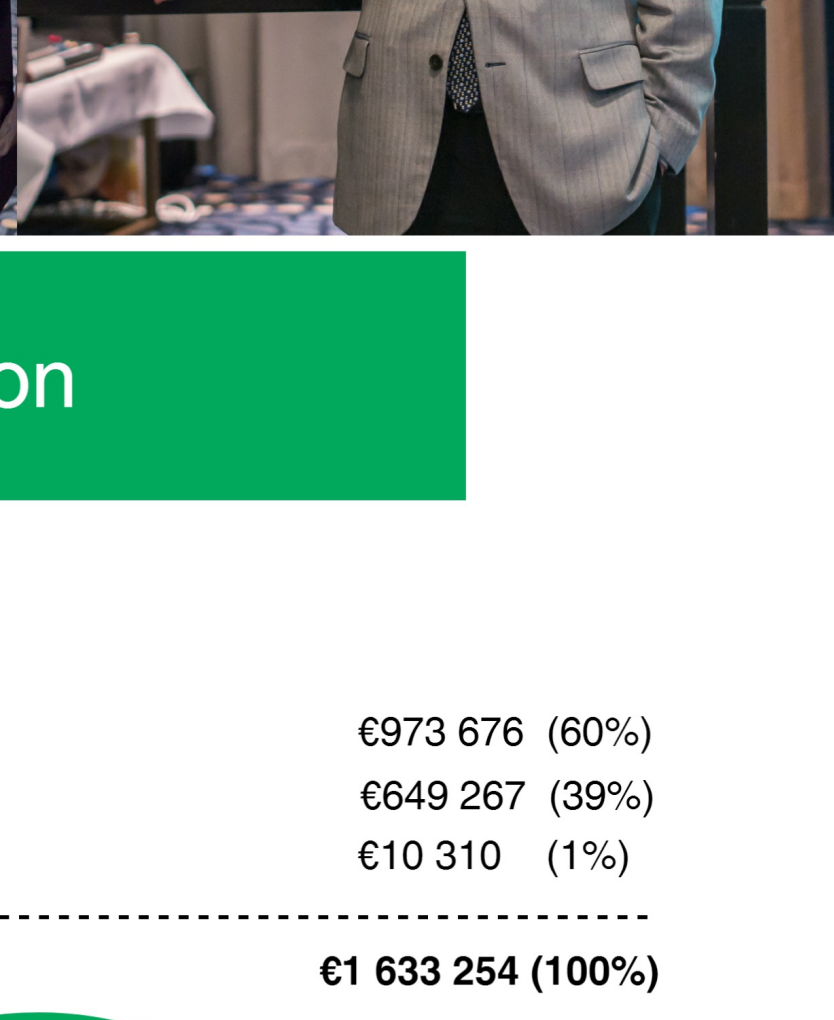 on
€973 676 (60%)
€649 267 (39%)
€10 310 (1%)
€1 633 254 (100%)